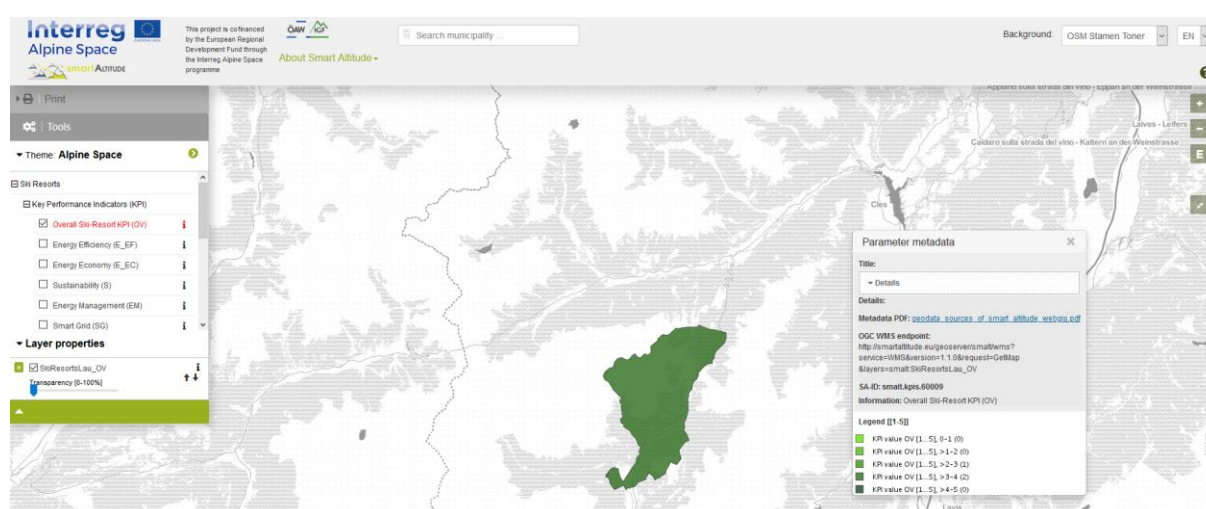 Interreg
Alpine Space
smartAltitude
This project is cofinanced
by the European Regional
Development Fund through
the Interreg Alpine Space
programme
ÖAW IGF
About Smart Altitude
Search municipality ...
Background: OSM Stamen Toner
EN
Print
Tools
Theme: Alpine Space
Ski Resorts
Key Performance Indicators (KPI)
Overall Ski-Resort KPI (OV)
Energy Efficiency (E_EF)
Energy Economy (E_EC)
Sustainability (S)
Energy Management (EM)
Smart Grid (SG)
Layer properties
SkiResortsLau_OV
Transparency [0-100%]
Appiano sulla strada del vino - Eppan an der Weinstrasse
Laives - Leifers
Caldaro sulla strada del vino - Kaltern an der Weinstrasse
Cles
E
Parameter metadata
Title:
Details
Details:
Metadata PDF: geodata_sources_of_smart_altitude_webgis.pdf
OGC WMS endpoint:
http://smartaltitude.eu/geoserver/smalt/wms?
service=WMS&version=1.1.0&request=GetMap
&layers=smalt:SkiResortsLau_OV
SA-ID: smalt.kpis.60009
Information: Overall Ski-Resort KPI (OV)
Legend [[1-5]]
KPI value OV [1...5], 0-1 (0)
KPI value OV [1...5], >1-2 (0)
KPI value OV [1...5], >2-3 (1)
KPI value OV [1...5], >3-4 (2)
KPI value OV [1...5], >4-5 (0)
Lavis